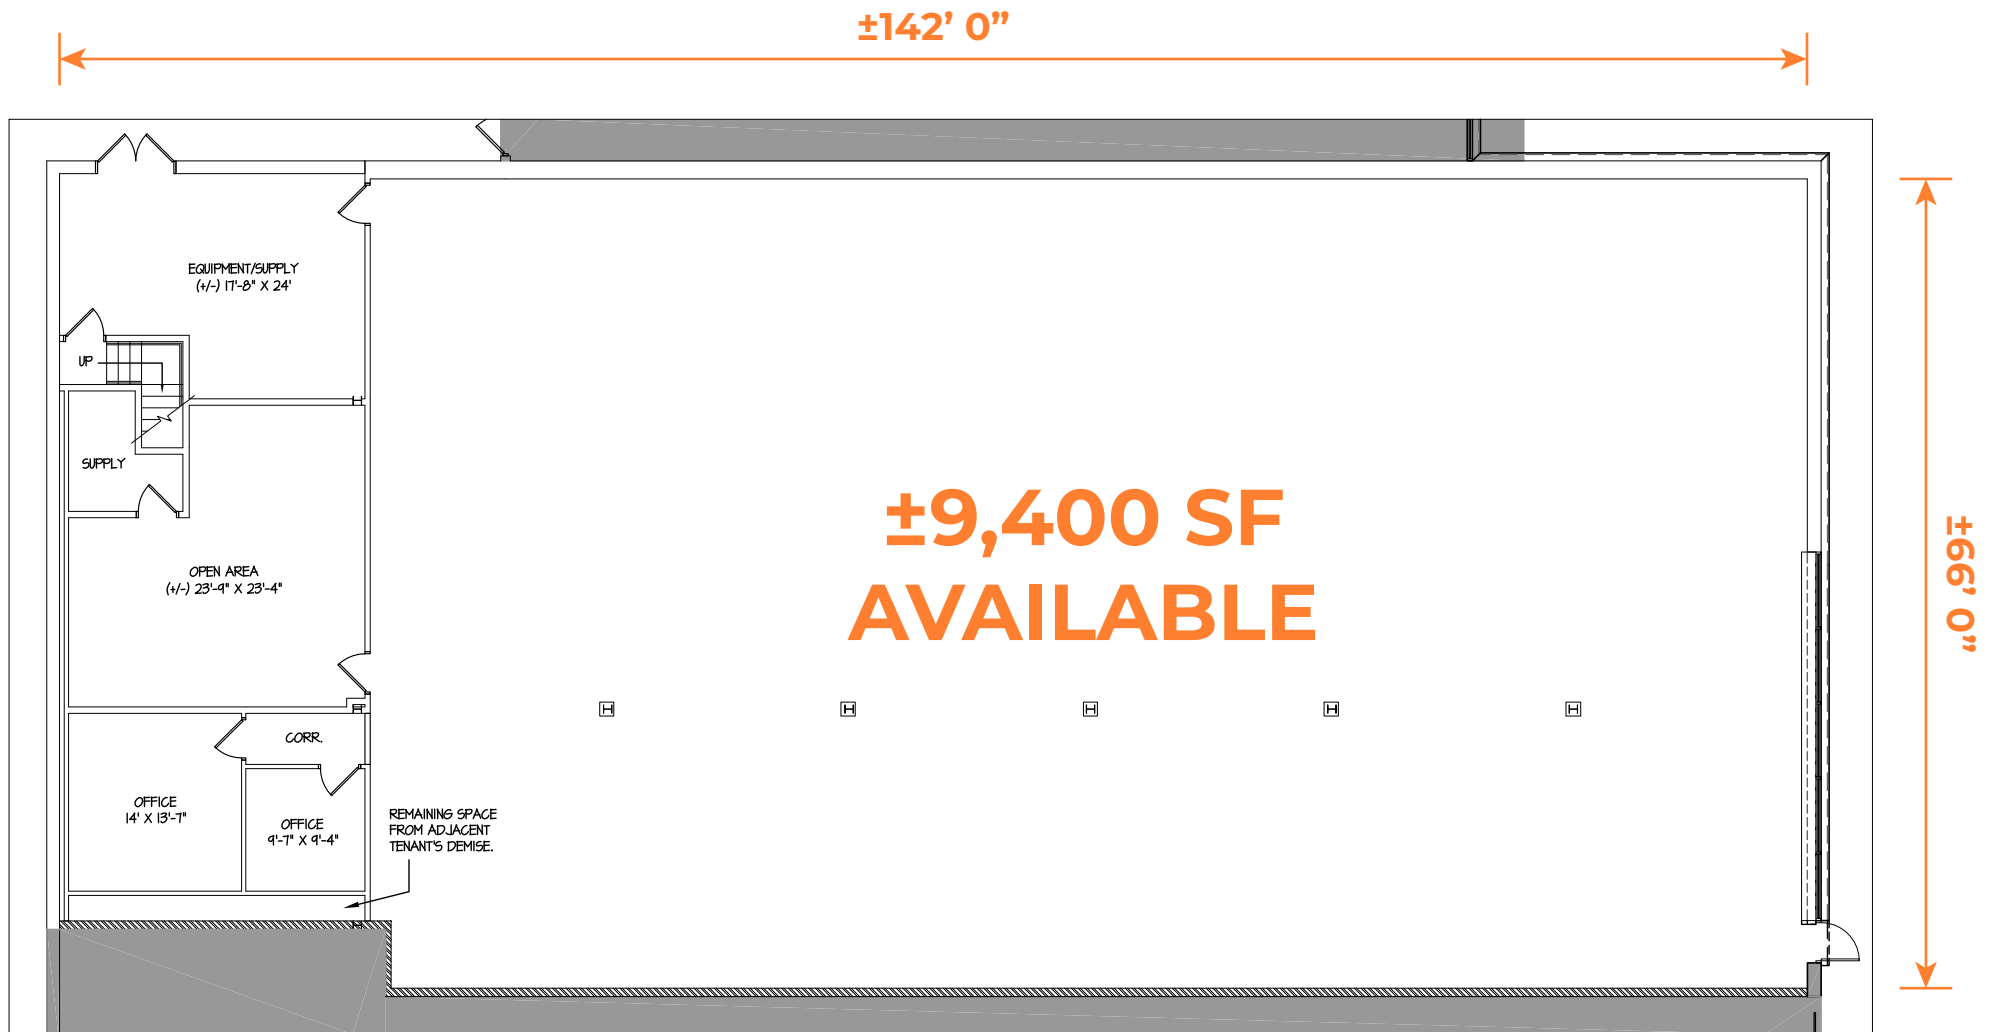 ±142’ 0”
EQUIPMENT/SUPPLY
(+/-) 17'-8" X 24'
UP
SUPPLY
±9,400 SF
AVAILABLE
±66’ 0”
OPEN AREA
(+/-) 23'-9" X 23'-4"
CORR.
OFFICE
14' X 13'-7"
OFFICE
9'-7" X 9'-4"
REMAINING SPACE
FROM ADJACENT
TENANT'S DEMISE.